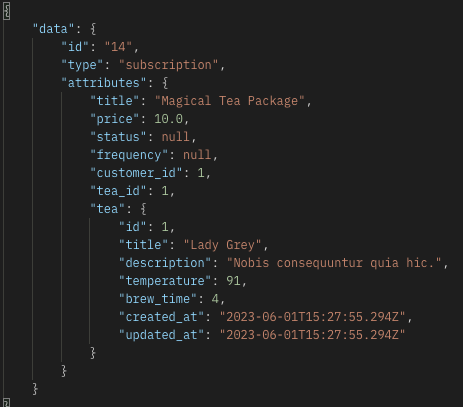 {
    "data": {
        "id": "14",
        "type": "subscription",
        "attributes": {
            "title": "Magical Tea Package",
            "price": 10.0,
            "status": null,
            "frequency": null,
            "customer_id": 1,
            "tea_id": 1,
            "tea": {
                "id": 1,
                "title": "Lady Grey",
                "description": "Nobis consequuntur quia hic.",
                "temperature": 91,
                "brew_time": 4,
                "created_at": "2023-06-01T15:27:55.294Z",
                "updated_at": "2023-06-01T15:27:55.294Z"
            }
        }
    }
}